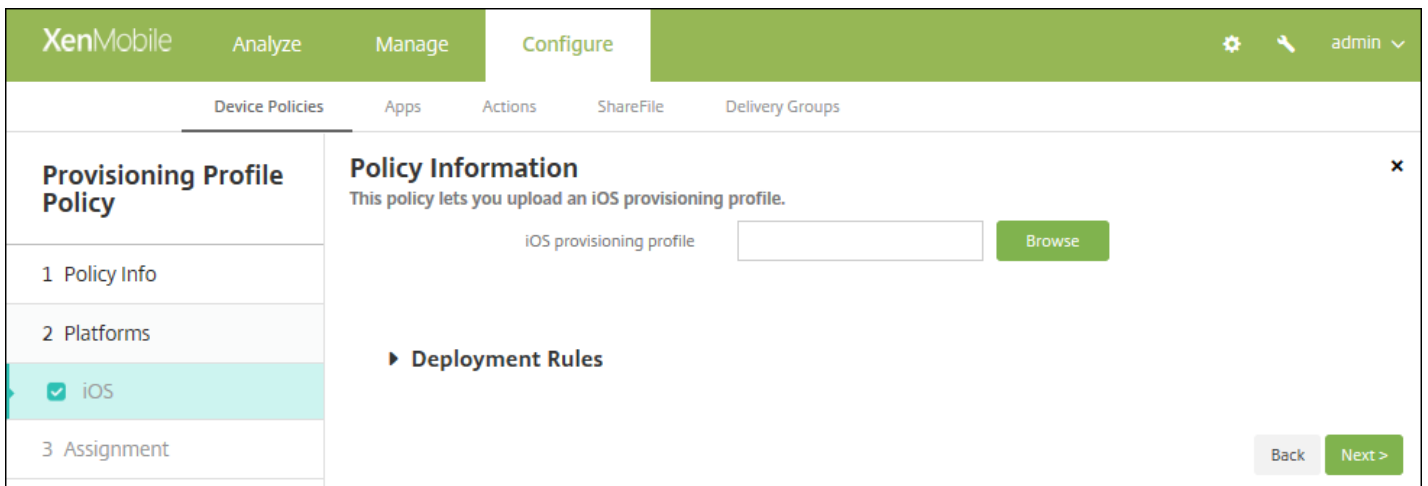 XenMobile Analyze Manage Configure admin
Device Policies Apps Actions ShareFile Delivery Groups
Provisioning Profile
Policy
1 Policy Info
2 Platforms
iOS
3 Assignment
Policy Information
This policy lets you upload an iOS provisioning profile.
iOS provisioning profile Browse
Deployment Rules
Back Next >